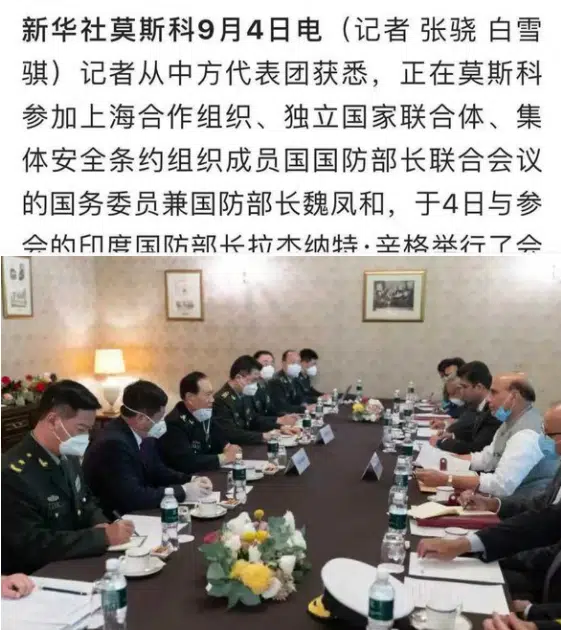 新华社莫斯科9月4日电（记者 张骁 白雪
骐）记者从中方代表团获悉，正在莫斯科
参加上海合作组织、独立国家联合体、集
体安全条约组织成员国国防部长联合会议
的国务委员兼国防部长魏凤和，于4日与参
会的印度国防部长拉杰纳特·辛格举行了会